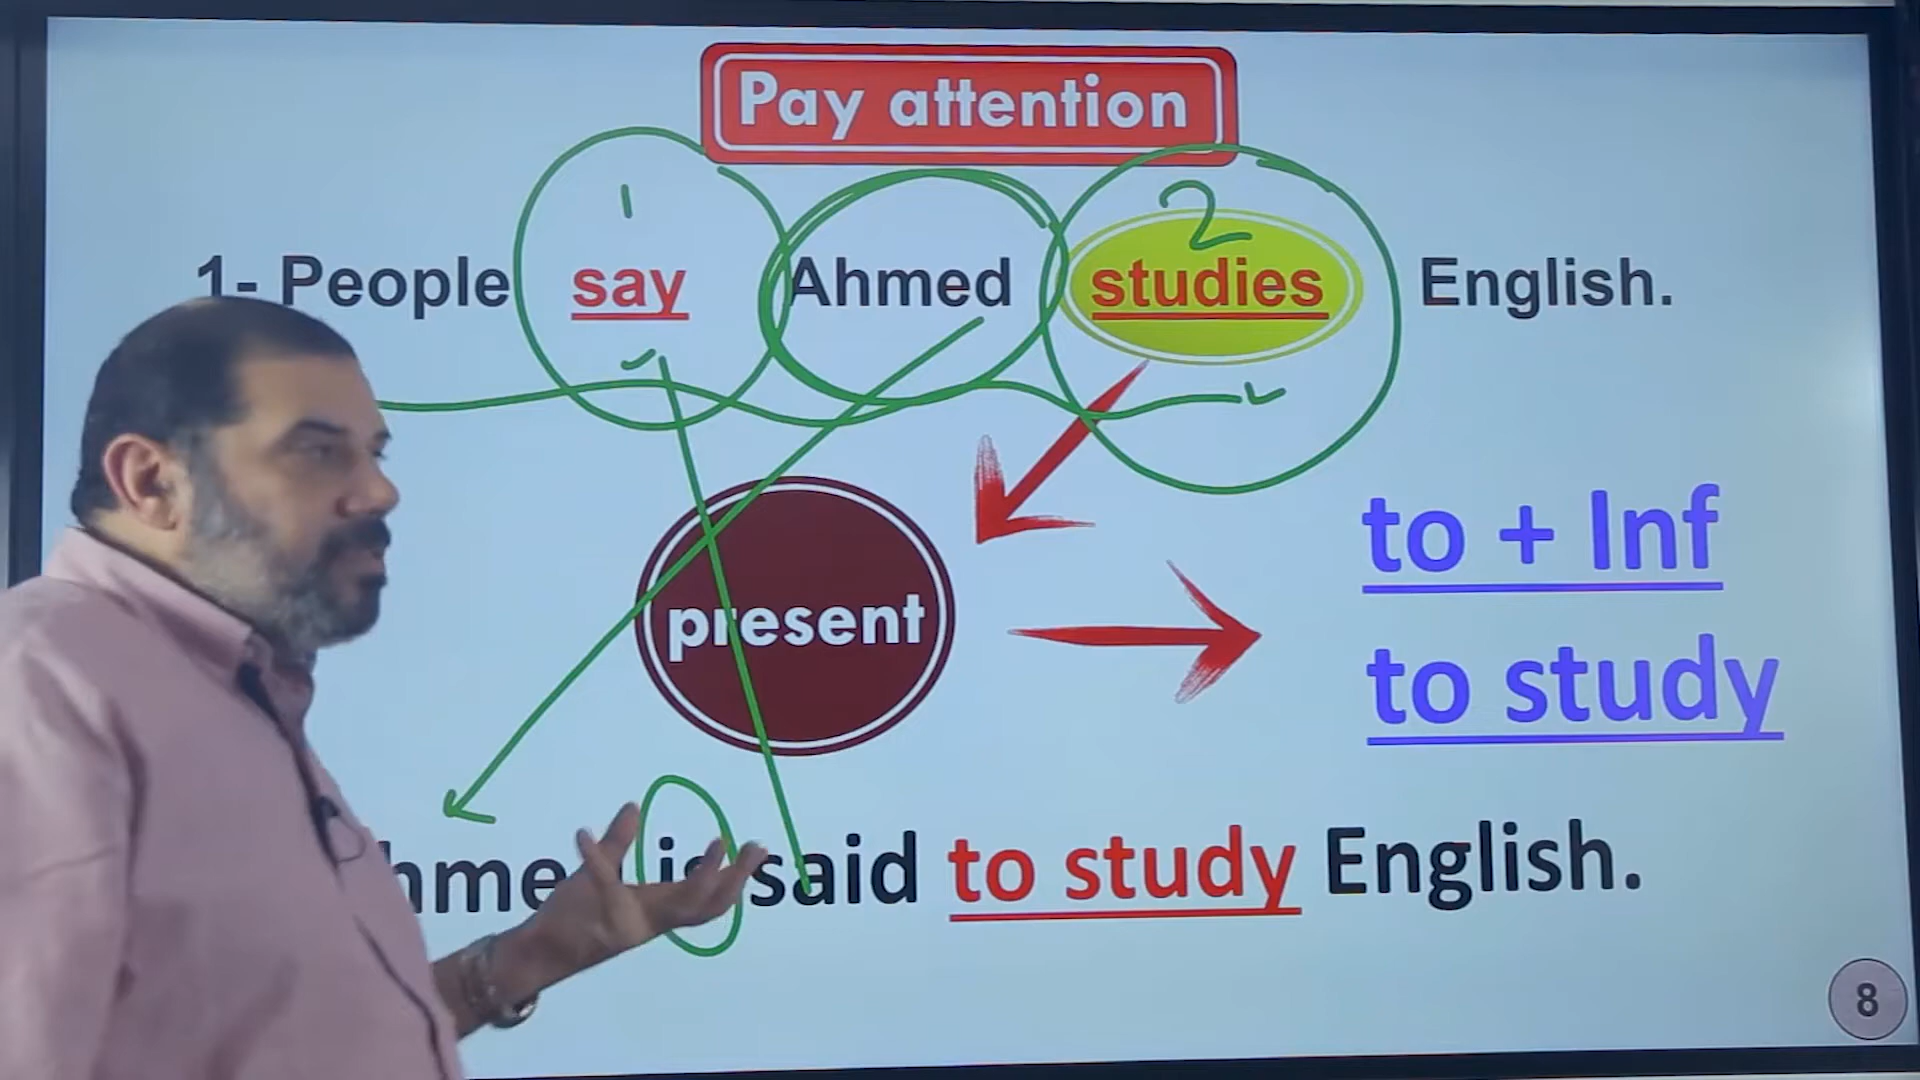 Pay attention
1 2
1- People say Ahmed studies English.
to + Inf
present
to study
is said to study English.
8